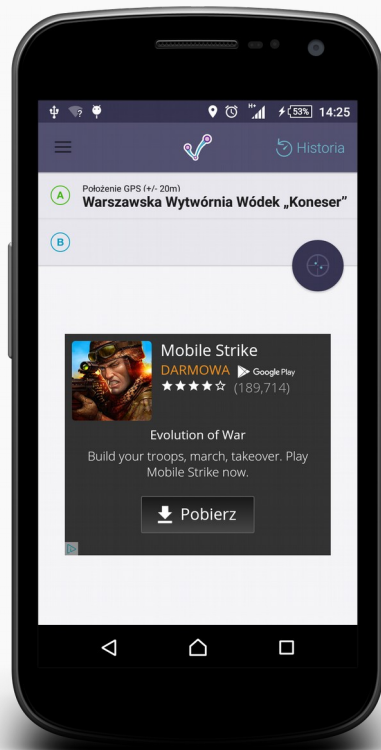 H+
53% 14:25
Historia
A Położenie GPS (+/- 20m)
Warszawska Wytwórnia Wódek „Koneser”
B
Mobile Strike
DARMOWA Google Play
(189,714)
Evolution of War
Build your troops, march, takeover. Play
Mobile Strike now.
Pobierz